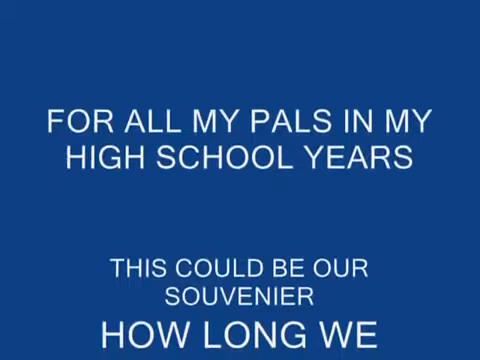 FOR ALL MY PALS IN MY
HIGH SCHOOL YEARS
THIS COULD BE OUR
SOUVENIER
HOW LONG WE